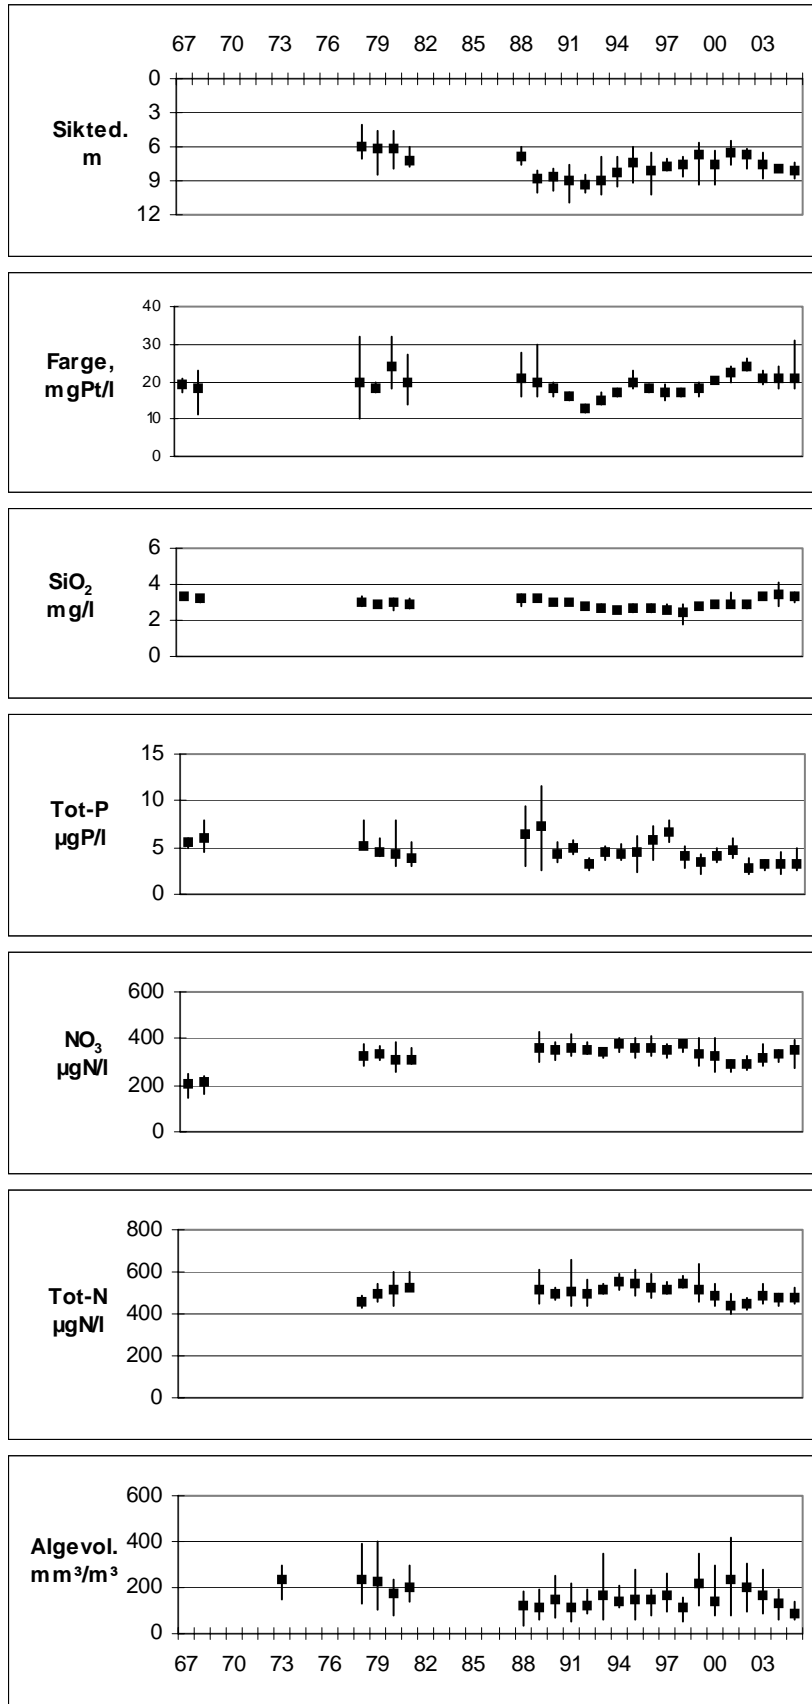 67 70 73 76 79 82 85 88 91 94 97 00 03
0
3
Sikted.
m
6
9
12
40
30
Farge,
mgPt/l
20
10
0
6
SiO₂
mg/l
4
2
0
15
Tot-P
µgP/l
10
5
0
600
NO₃
µgN/l
400
200
0
800
600
Tot-N
µgN/l
400
200
0
600
Algevol.
mm³/m³
400
200
0
67 70 73 76 79 82 85 88 91 94 97 00 03